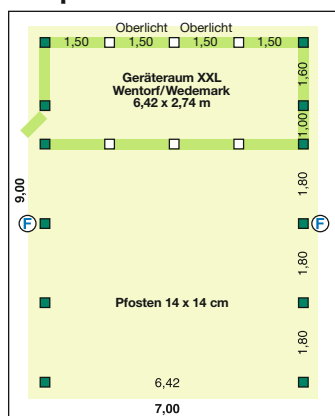 Oberlicht Oberlicht
1,50 1,50 1,50 1,50
Geräteraum XXL
Wentorf/Wedemark
6,42 x 2,74 m
1,60
1,00
1,80
9,00
F F
1,80
Pfosten 14 x 14 cm
1,80
6,42
7,00